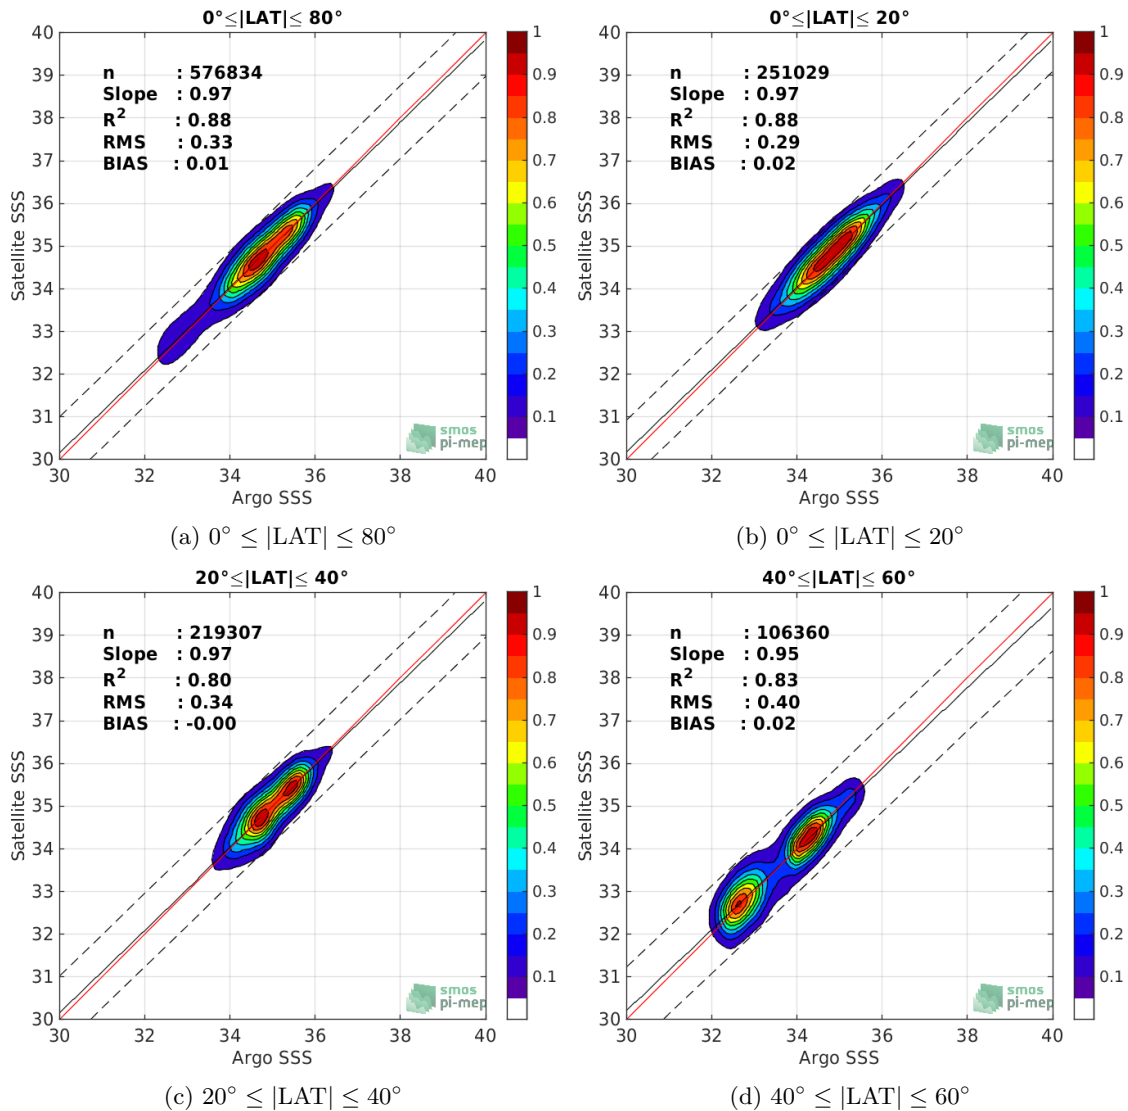 0°≤|LAT|≤ 80°
n : 576834
Slope : 0.97
R² : 0.88
RMS : 0.33
BIAS : 0.01
40
39
38
37
36
35
34
33
32
31
30
30 32 34 36 38 40
Satellite SSS
Argo SSS
1
0.9
0.8
0.7
0.6
0.5
0.4
0.3
0.2
0.1
smos
pi-mep
(a) 0° ≤ |LAT| ≤ 80°
0°≤|LAT|≤ 20°
n : 251029
Slope : 0.97
R² : 0.88
RMS : 0.29
BIAS : 0.02
40
39
38
37
36
35
34
33
32
31
30
30 32 34 36 38 40
Satellite SSS
Argo SSS
1
0.9
0.8
0.7
0.6
0.5
0.4
0.3
0.2
0.1
smos
pi-mep
(b) 0° ≤ |LAT| ≤ 20°
20°≤|LAT|≤ 40°
n : 219307
Slope : 0.97
R² : 0.80
RMS : 0.34
BIAS : -0.00
40
39
38
37
36
35
34
33
32
31
30
30 32 34 36 38 40
Satellite SSS
Argo SSS
1
0.9
0.8
0.7
0.6
0.5
0.4
0.3
0.2
0.1
smos
pi-mep
(c) 20° ≤ |LAT| ≤ 40°
40°≤|LAT|≤ 60°
n : 106360
Slope : 0.95
R² : 0.83
RMS : 0.40
BIAS : 0.02
40
39
38
37
36
35
34
33
32
31
30
30 32 34 36 38 40
Satellite SSS
Argo SSS
1
0.9
0.8
0.7
0.6
0.5
0.4
0.3
0.2
0.1
smos
pi-mep
(d) 40° ≤ |LAT| ≤ 60°